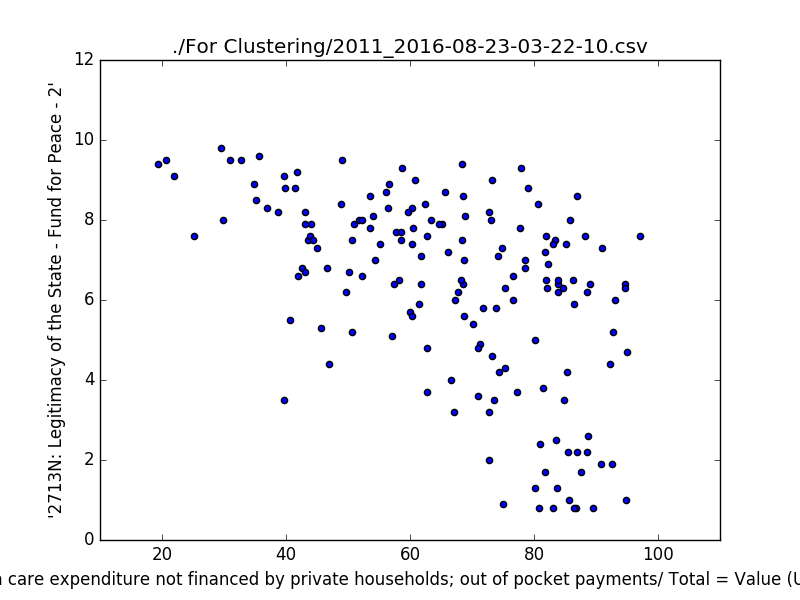 ./For Clustering/2011_2016-08-23-03-22-10.csv
'2713N: Legitimacy of the State - Fund for Peace - 2'
12
10
8
6
4
2
0
20 40 60 80 100
care expenditure not financed by private households; out of pocket payments/ Total = Value (U